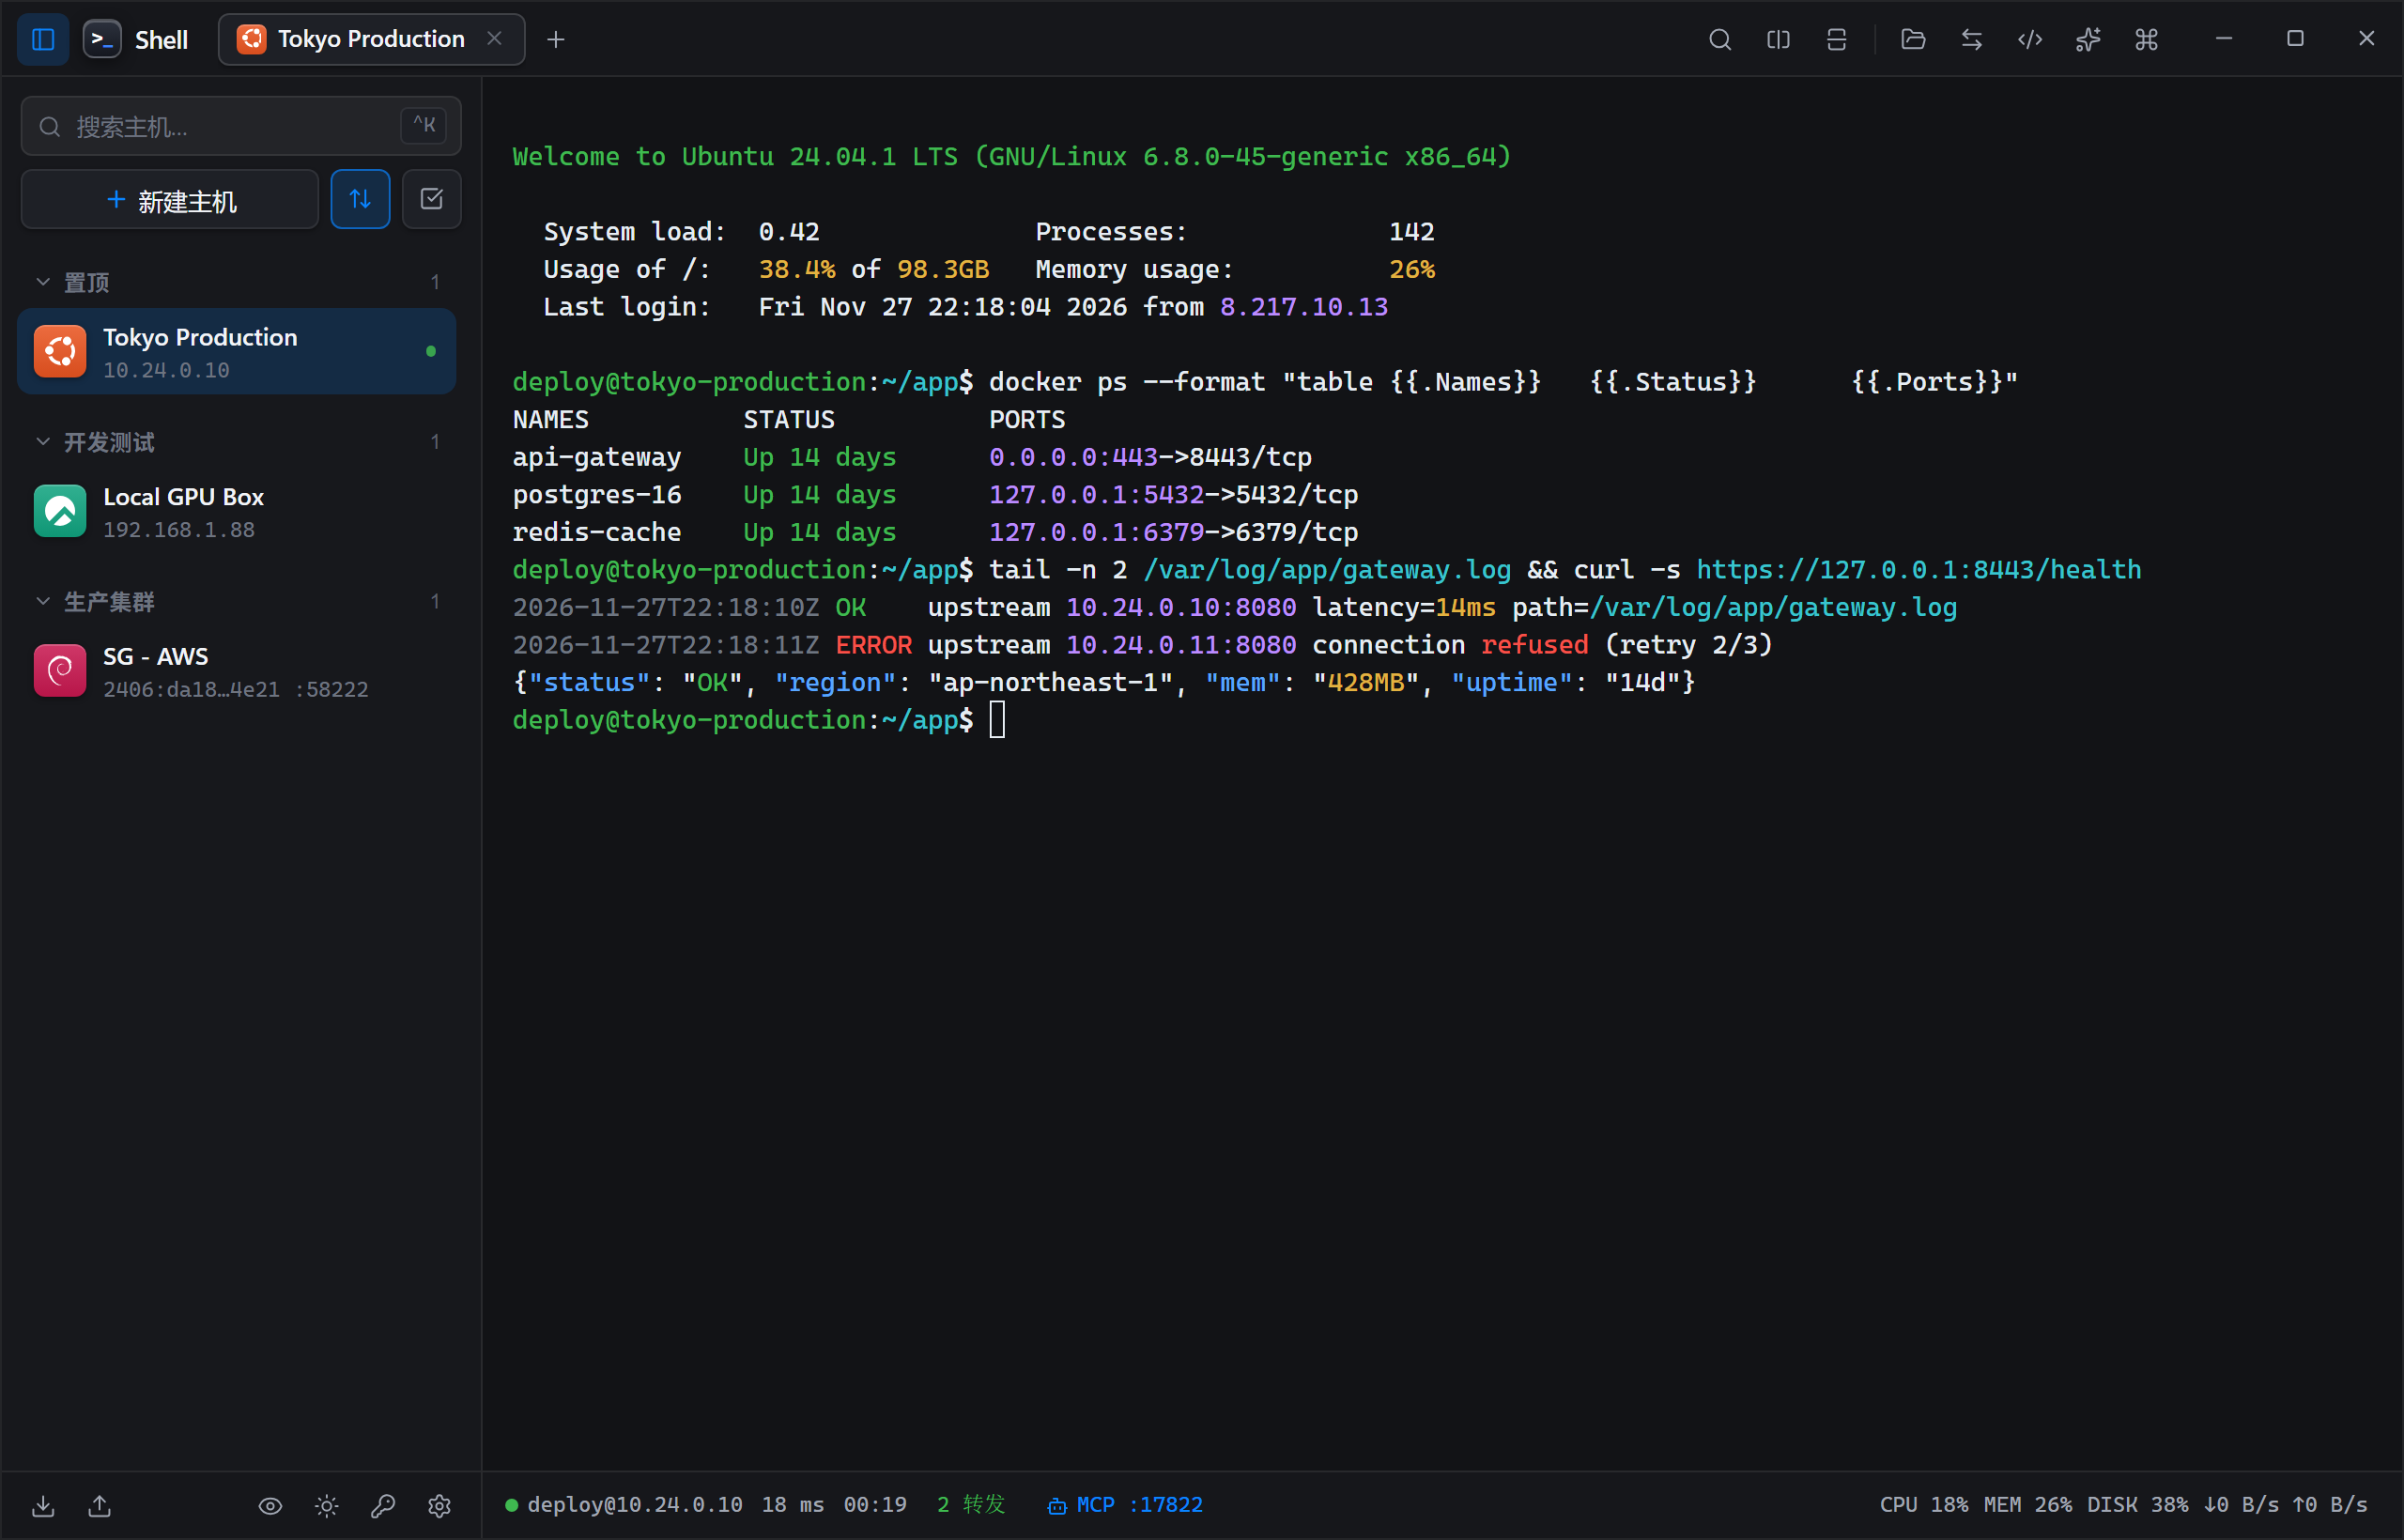 >_ Shell
Tokyo Production
搜索主机...
^K
新建主机
置顶 1
Tokyo Production
10.24.0.10
开发测试 1
Local GPU Box
192.168.1.88
生产集群 1
SG - AWS
2406:da18…4e21 :58222
Welcome to Ubuntu 24.04.1 LTS (GNU/Linux 6.8.0-45-generic x86_64)
System load: 0.42 Processes: 142
Usage of /: 38.4% of 98.3GB Memory usage: 26%
Last login: Fri Nov 27 22:18:04 2026 from 8.217.10.13
deploy@tokyo-production:~/app$ docker ps --format "table {{.Names}} {{.Status}} {{.Ports}}"
NAMES STATUS PORTS
api-gateway Up 14 days 0.0.0.0:443->8443/tcp
postgres-16 Up 14 days 127.0.0.1:5432->5432/tcp
redis-cache Up 14 days 127.0.0.1:6379->6379/tcp
deploy@tokyo-production:~/app$ tail -n 2 /var/log/app/gateway.log && curl -s https://127.0.0.1:8443/health
2026-11-27T22:18:10Z OK upstream 10.24.0.10:8080 latency=14ms path=/var/log/app/gateway.log
2026-11-27T22:18:11Z ERROR upstream 10.24.0.11:8080 connection refused (retry 2/3)
{"status": "OK", "region": "ap-northeast-1", "mem": "428MB", "uptime": "14d"}
deploy@tokyo-production:~/app$
deploy@10.24.0.10 18 ms 00:19 2 转发 MCP :17822
CPU 18% MEM 26% DISK 38% ↓0 B/s ↑0 B/s